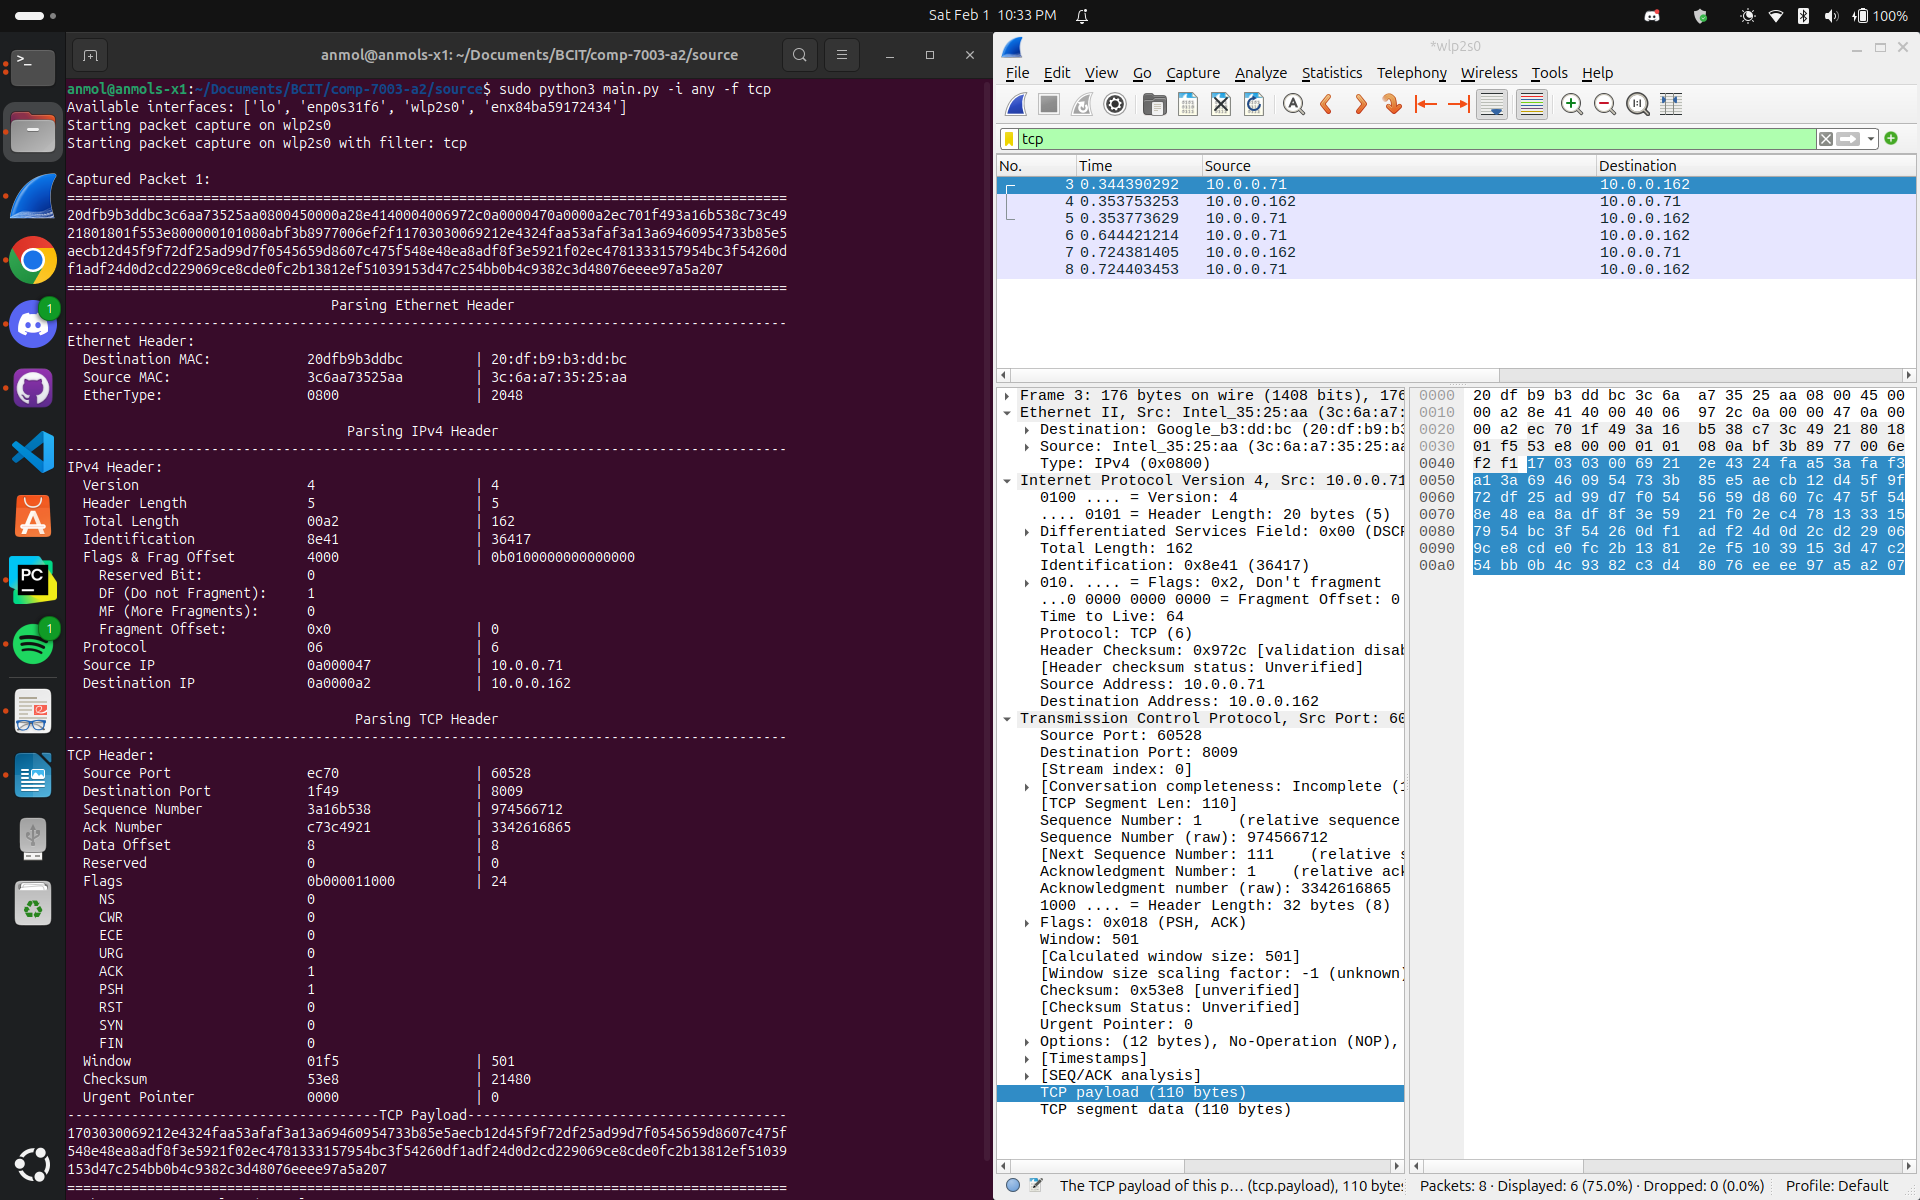 Sat Feb 1  10:33 PM
100%
anmol@anmols-x1: ~/Documents/BCIT/comp-7003-a2/source
anmol@anmols-x1:~/Documents/BCIT/comp-7003-a2/source$ sudo python3 main.py -i any -f tcp
Available interfaces: ['lo', 'enp0s31f6', 'wlp2s0', 'enx84ba59172434']
Starting packet capture on wlp2s0
Starting packet capture on wlp2s0 with filter: tcp
Captured Packet 1:
==========================================================================================
20dfb9b3ddbc3c6aa73525aa0800450000a28e4140004006972c0a0000470a0000a2ec701f493a16b538c73c49
21801801f553e800000101080abf3b8977006ef2f11703030069212e4324faa53afaf3a13a69460954733b85e5
aecb12d45f9f72df25ad99d7f0545659d8607c475f548e48ea8adf8f3e5921f02ec4781333157954bc3f54260d
f1adf24d0d2cd229069ce8cde0fc2b13812ef51039153d47c254bb0b4c9382c3d48076eeee97a5a207
==========================================================================================
Parsing Ethernet Header
------------------------------------------------------------------------------------------
Ethernet Header:
Destination MAC: 20dfb9b3ddbc | 20:df:b9:b3:dd:bc
Source MAC: 3c6aa73525aa | 3c:6a:a7:35:25:aa
EtherType: 0800 | 2048
Parsing IPv4 Header
------------------------------------------------------------------------------------------
IPv4 Header:
Version 4 | 4
Header Length 5 | 5
Total Length 00a2 | 162
Identification 8e41 | 36417
Flags & Frag Offset 4000 | 0b0100000000000000
Reserved Bit: 0
DF (Do not Fragment): 1
MF (More Fragments): 0
Fragment Offset: 0x0 | 0
Protocol 06 | 6
Source IP 0a000047 | 10.0.0.71
Destination IP 0a0000a2 | 10.0.0.162
Parsing TCP Header
------------------------------------------------------------------------------------------
TCP Header:
Source Port ec70 | 60528
Destination Port 1f49 | 8009
Sequence Number 3a16b538 | 974566712
Ack Number c73c4921 | 3342616865
Data Offset 8 | 8
Reserved 0 | 0
Flags 0b000011000 | 24
NS 0
CWR 0
ECE 0
URG 0
ACK 1
PSH 1
RST 0
SYN 0
FIN 0
Window 01f5 | 501
Checksum 53e8 | 21480
Urgent Pointer 0000 | 0
---------------------------------------TCP Payload----------------------------------------
1703030069212e4324faa53afaf3a13a69460954733b85e5aecb12d45f9f72df25ad99d7f0545659d8607c475f
548e48ea8adf8f3e5921f02ec4781333157954bc3f54260df1adf24d0d2cd229069ce8cde0fc2b13812ef51039
153d47c254bb0b4c9382c3d48076eeee97a5a207
==========================================================================================
*wlp2s0
File Edit View Go Capture Analyze Statistics Telephony Wireless Tools Help
tcp
No. Time Source Destination
3 0.344390292 10.0.0.71 10.0.0.162
4 0.353753253 10.0.0.162 10.0.0.71
5 0.353773629 10.0.0.71 10.0.0.162
6 0.644421214 10.0.0.71 10.0.0.162
7 0.724381405 10.0.0.162 10.0.0.71
8 0.724403453 10.0.0.71 10.0.0.162
Frame 3: 176 bytes on wire (1408 bits), 176
Ethernet II, Src: Intel_35:25:aa (3c:6a:a7:
Destination: Google_b3:dd:bc (20:df:b9:b3
Source: Intel_35:25:aa (3c:6a:a7:35:25:aa
Type: IPv4 (0x0800)
Internet Protocol Version 4, Src: 10.0.0.71
0100 .... = Version: 4
.... 0101 = Header Length: 20 bytes (5)
Differentiated Services Field: 0x00 (DSCP
Total Length: 162
Identification: 0x8e41 (36417)
010. .... = Flags: 0x2, Don't fragment
...0 0000 0000 0000 = Fragment Offset: 0
Time to Live: 64
Protocol: TCP (6)
Header Checksum: 0x972c [validation disab
[Header checksum status: Unverified]
Source Address: 10.0.0.71
Destination Address: 10.0.0.162
Transmission Control Protocol, Src Port: 60
Source Port: 60528
Destination Port: 8009
[Stream index: 0]
[Conversation completeness: Incomplete (1
[TCP Segment Len: 110]
Sequence Number: 1    (relative sequence
Sequence Number (raw): 974566712
[Next Sequence Number: 111    (relative s
Acknowledgment Number: 1    (relative ack
Acknowledgment number (raw): 3342616865
1000 .... = Header Length: 32 bytes (8)
Flags: 0x018 (PSH, ACK)
Window: 501
[Calculated window size: 501]
[Window size scaling factor: -1 (unknown)
Checksum: 0x53e8 [unverified]
[Checksum Status: Unverified]
Urgent Pointer: 0
Options: (12 bytes), No-Operation (NOP),
[Timestamps]
[SEQ/ACK analysis]
TCP payload (110 bytes)
TCP segment data (110 bytes)
0000 20 df b9 b3 dd bc 3c 6a a7 35 25 aa 08 00 45 00
0010 00 a2 8e 41 40 00 40 06 97 2c 0a 00 00 47 0a 00
0020 00 a2 ec 70 1f 49 3a 16 b5 38 c7 3c 49 21 80 18
0030 01 f5 53 e8 00 00 01 01 08 0a bf 3b 89 77 00 6e
0040 f2 f1 17 03 03 00 69 21 2e 43 24 fa a5 3a fa f3
0050 a1 3a 69 46 09 54 73 3b 85 e5 ae cb 12 d4 5f 9f
0060 72 df 25 ad 99 d7 f0 54 56 59 d8 60 7c 47 5f 54
0070 8e 48 ea 8a df 8f 3e 59 21 f0 2e c4 78 13 33 15
0080 79 54 bc 3f 54 26 0d f1 ad f2 4d 0d 2c d2 29 06
0090 9c e8 cd e0 fc 2b 13 81 2e f5 10 39 15 3d 47 c2
00a0 54 bb 0b 4c 93 82 c3 d4 80 76 ee ee 97 a5 a2 07
The TCP payload of this p… (tcp.payload), 110 bytes
Packets: 8 · Displayed: 6 (75.0%) · Dropped: 0 (0.0%)
Profile: Default
1
PC
1